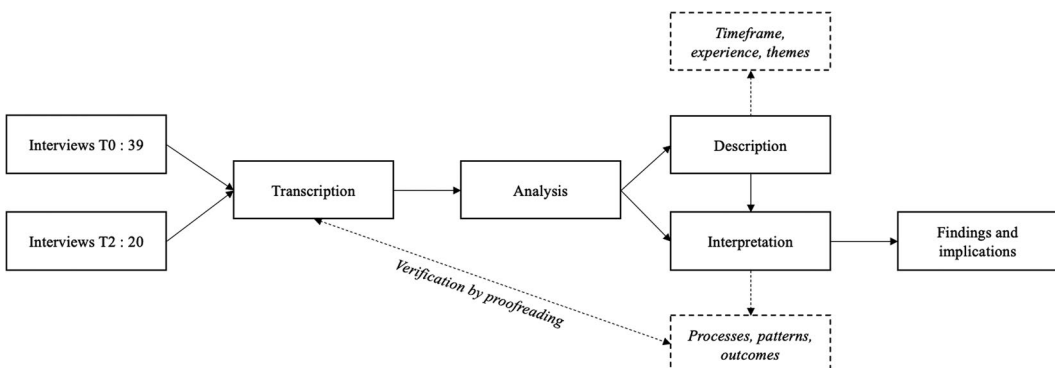 Timeframe,
experience, themes
Interviews T0 : 39
Description
Transcription
Analysis
Interviews T2 : 20
Interpretation
Findings and
implications
Verification by proofreading
Processes, patterns,
outcomes